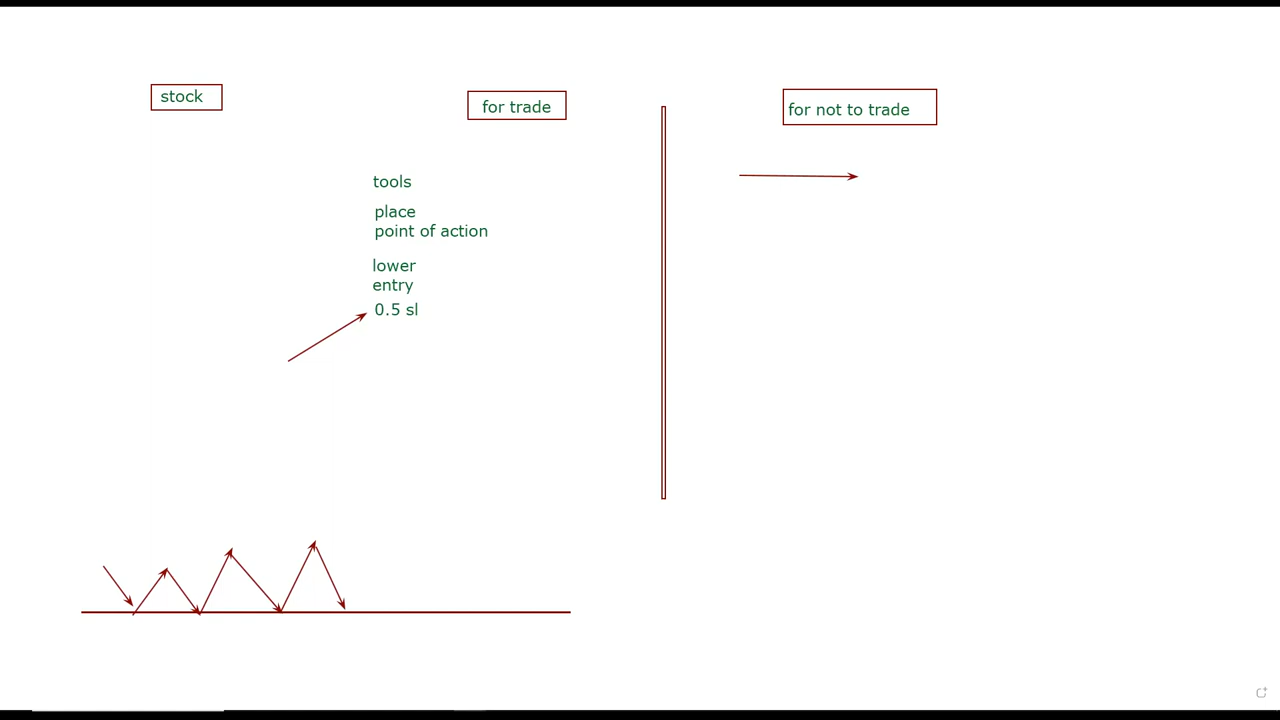 stock
for trade
for not to trade
tools
place
point of action
lower
entry
0.5 sl